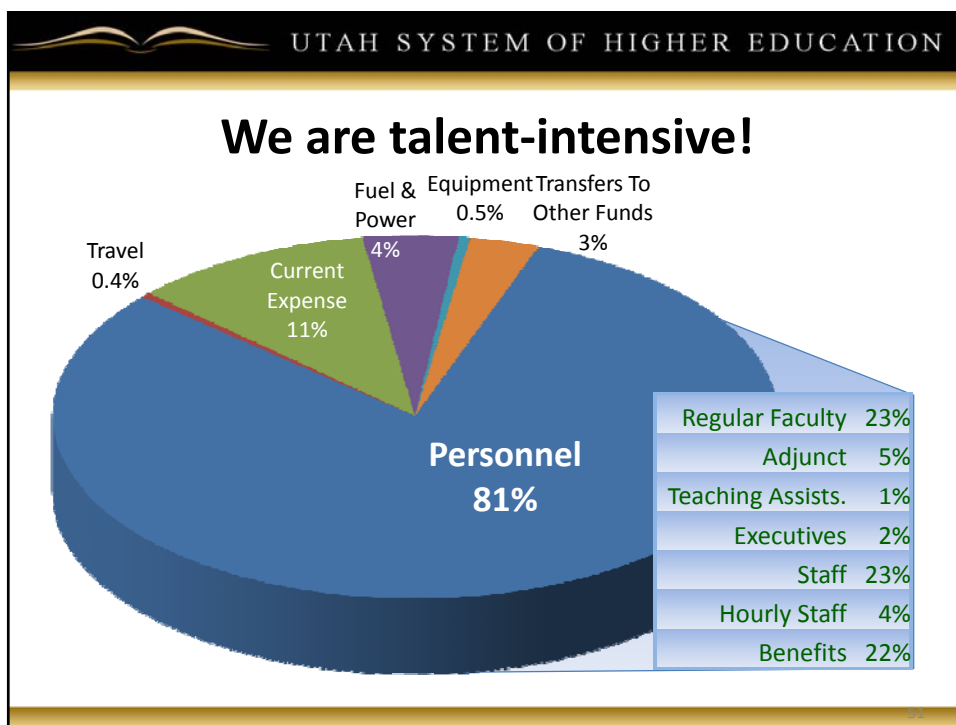 UTAH SYSTEM OF HIGHER EDUCATION
We are talent-intensive!
Travel
0.4%
Current
Expense
11%
Fuel &
Power
4%
Equipment
0.5%
Transfers To
Other Funds
3%
Personnel
81%
Regular Faculty 23%
Adjunct 5%
Teaching Assists. 1%
Executives 2%
Staff 23%
Hourly Staff 4%
Benefits 22%